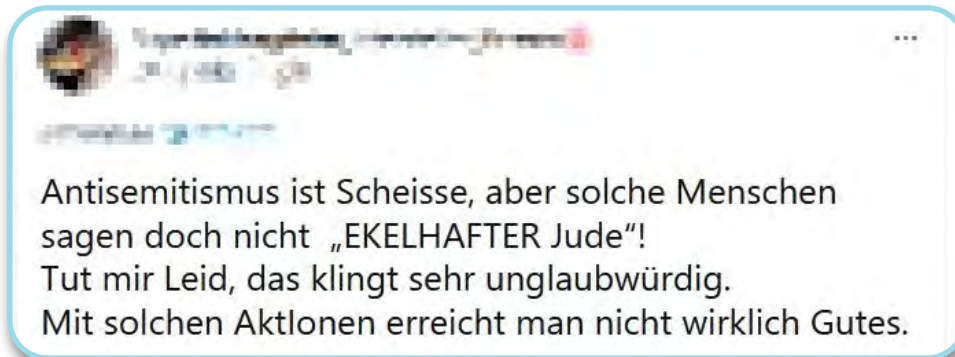 Antisemitismus ist Scheisse, aber solche Menschen
sagen doch nicht „EKELHAFTER Jude“!
Tut mir Leid, das klingt sehr unglaubwürdig.
Mit solchen Aktlonen erreicht man nicht wirklich Gutes.